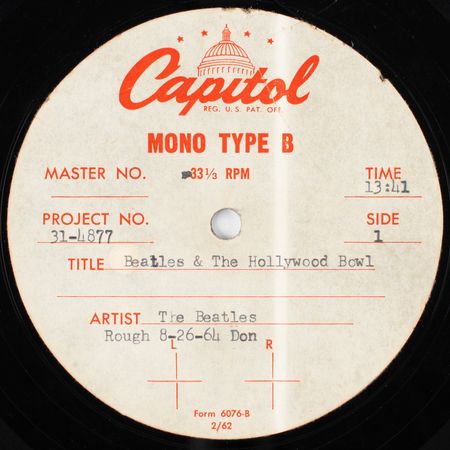 Capitol
REG. U.S. PAT. OFF.
MONO TYPE B
MASTER NO. 33⅓ RPM TIME
13:41
PROJECT NO. SIDE
31-4877 1
TITLE Beatles & The Hollywood Bowl
ARTIST The Beatles
Rough 8-26-64 Don
L R
Form 6076-B
2/62